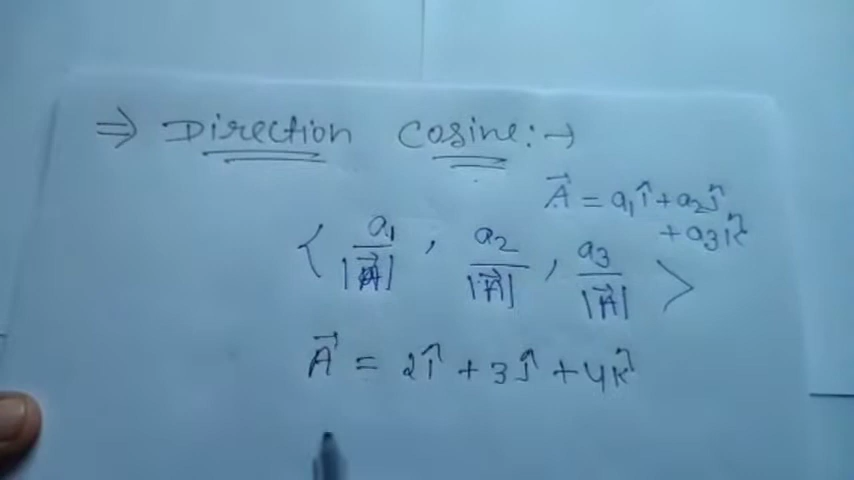 ⇒ Direction Cosine:→
A⃗ = a₁î + a₂ĵ
+ a₃k̂
< a₁/|A⃗| , a₂/|A⃗| , a₃/|A⃗| >
A⃗ = 2î + 3ĵ + 4k̂